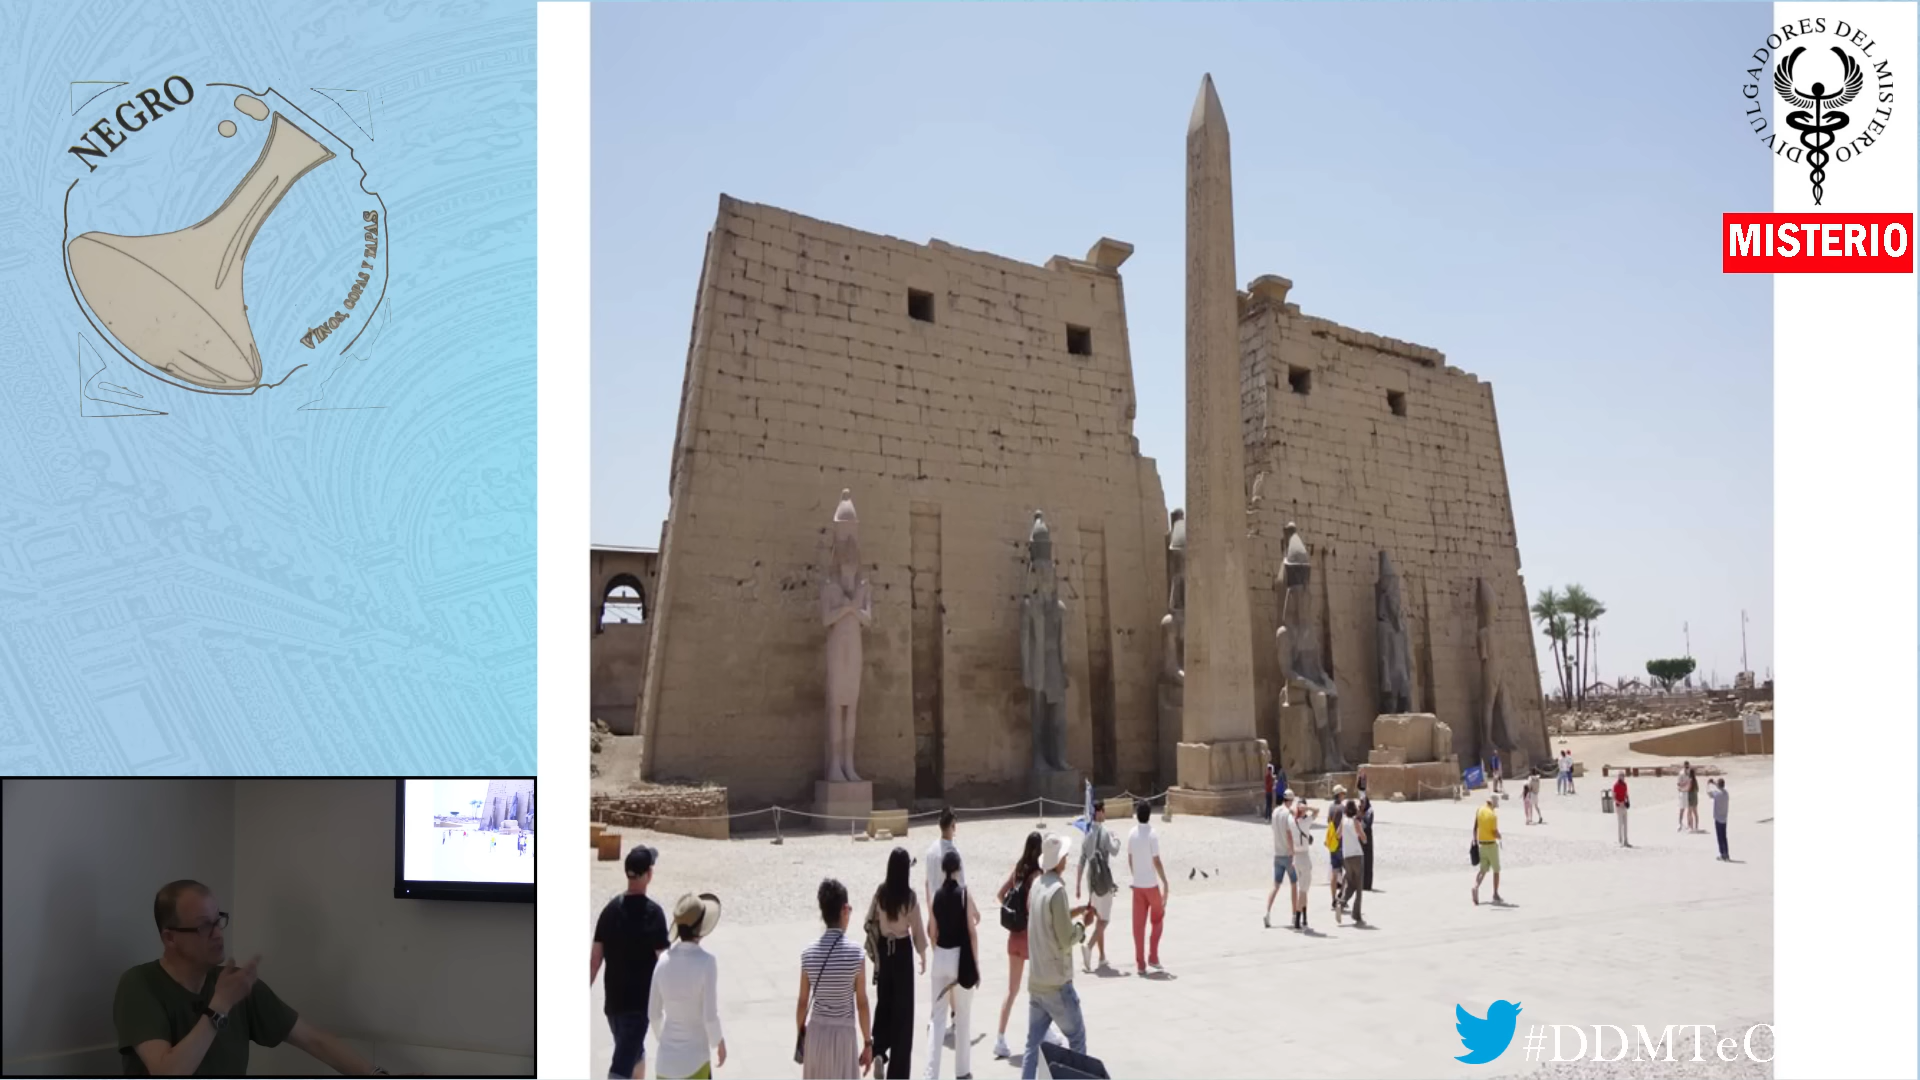 NEGRO
VINOS, COPAS Y TAPAS
DIVULGADORES DEL MISTERIO
MISTERIO
#DDMTeC